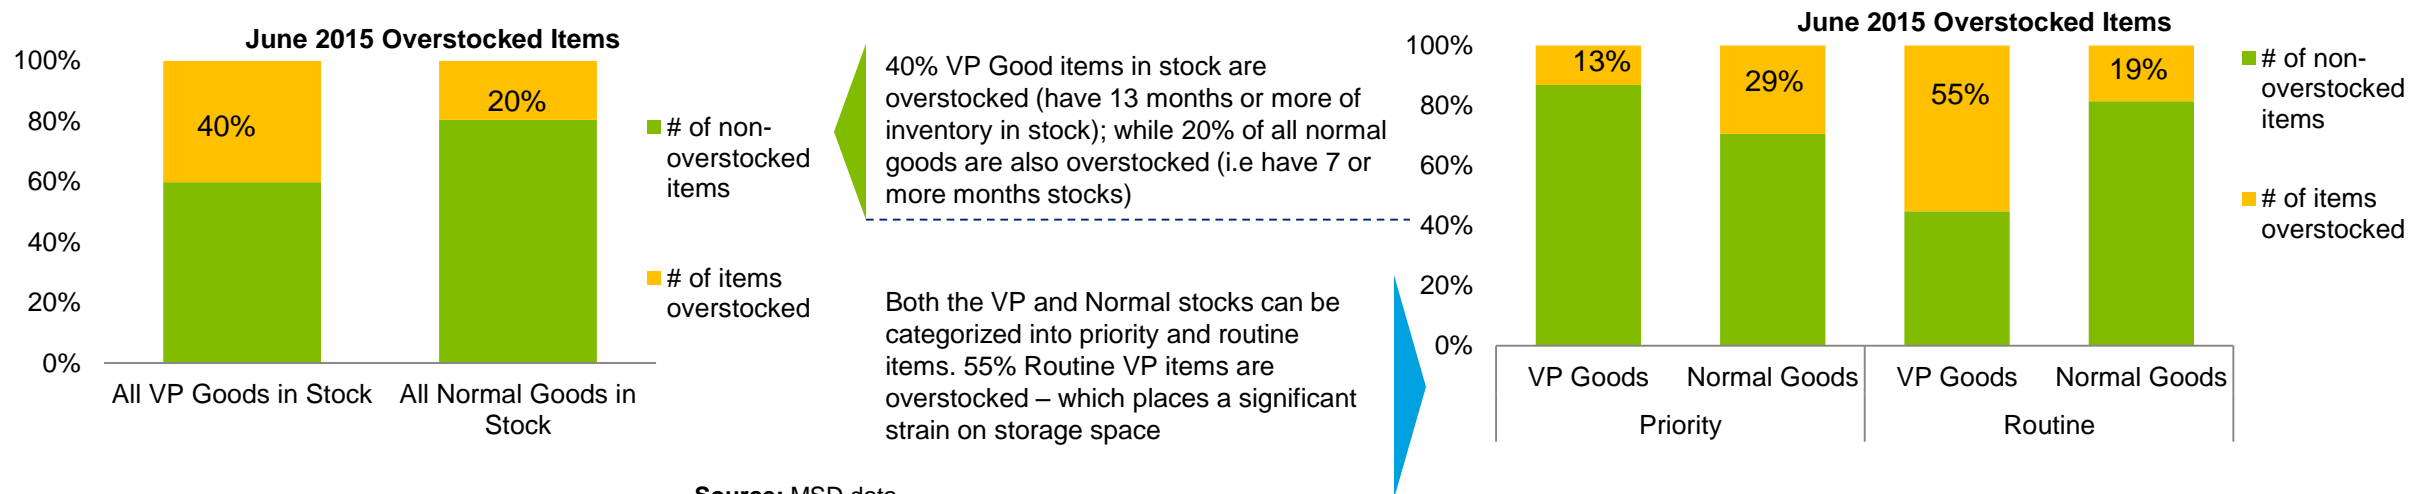 June 2015 Overstocked Items
100%
80%
60%
40%
20%
0%
40%
20%
All VP Goods in Stock
All Normal Goods in
Stock
# of non-
overstocked
items
# of items
overstocked
40% VP Good items in stock are
overstocked (have 13 months or more of
inventory in stock); while 20% of all normal
goods are also overstocked (i.e have 7 or
more months stocks)
Both the VP and Normal stocks can be
categorized into priority and routine
items. 55% Routine VP items are
overstocked – which places a significant
strain on storage space
June 2015 Overstocked Items
100%
80%
60%
40%
20%
0%
13%
29%
55%
19%
VP Goods
Normal Goods
VP Goods
Normal Goods
Priority
Routine
# of non-
overstocked
items
# of items
overstocked
Source: MSD data